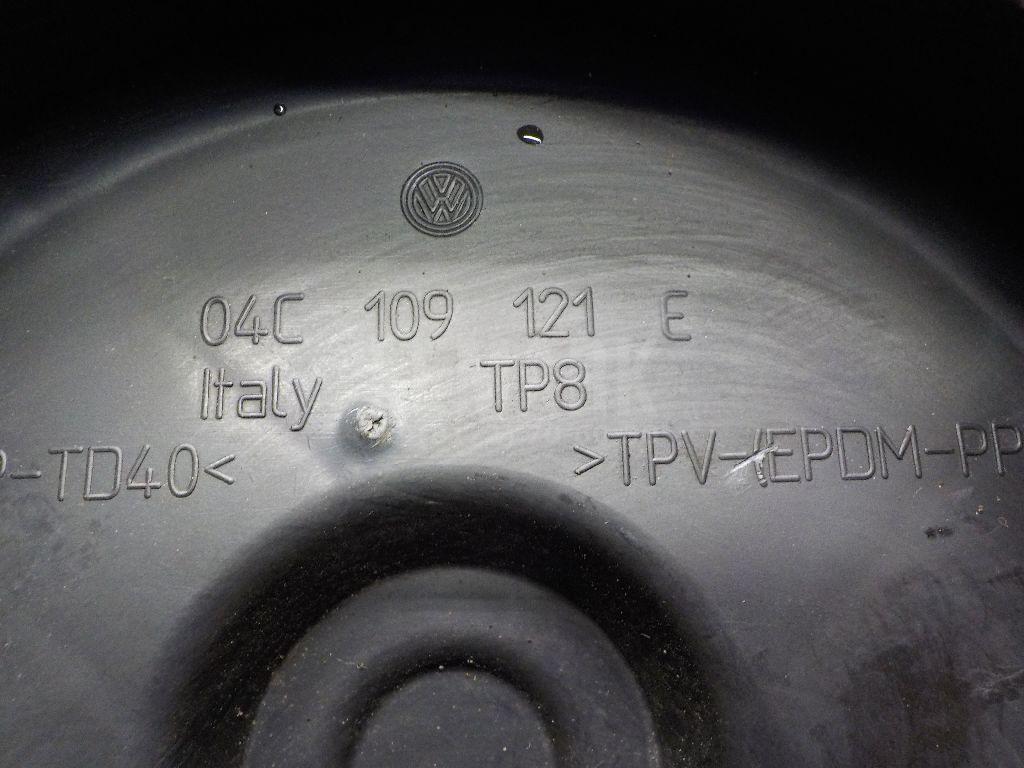 04C 109 121 E
Italy TP8
P-TD40< >TPV-(EPDM-PP